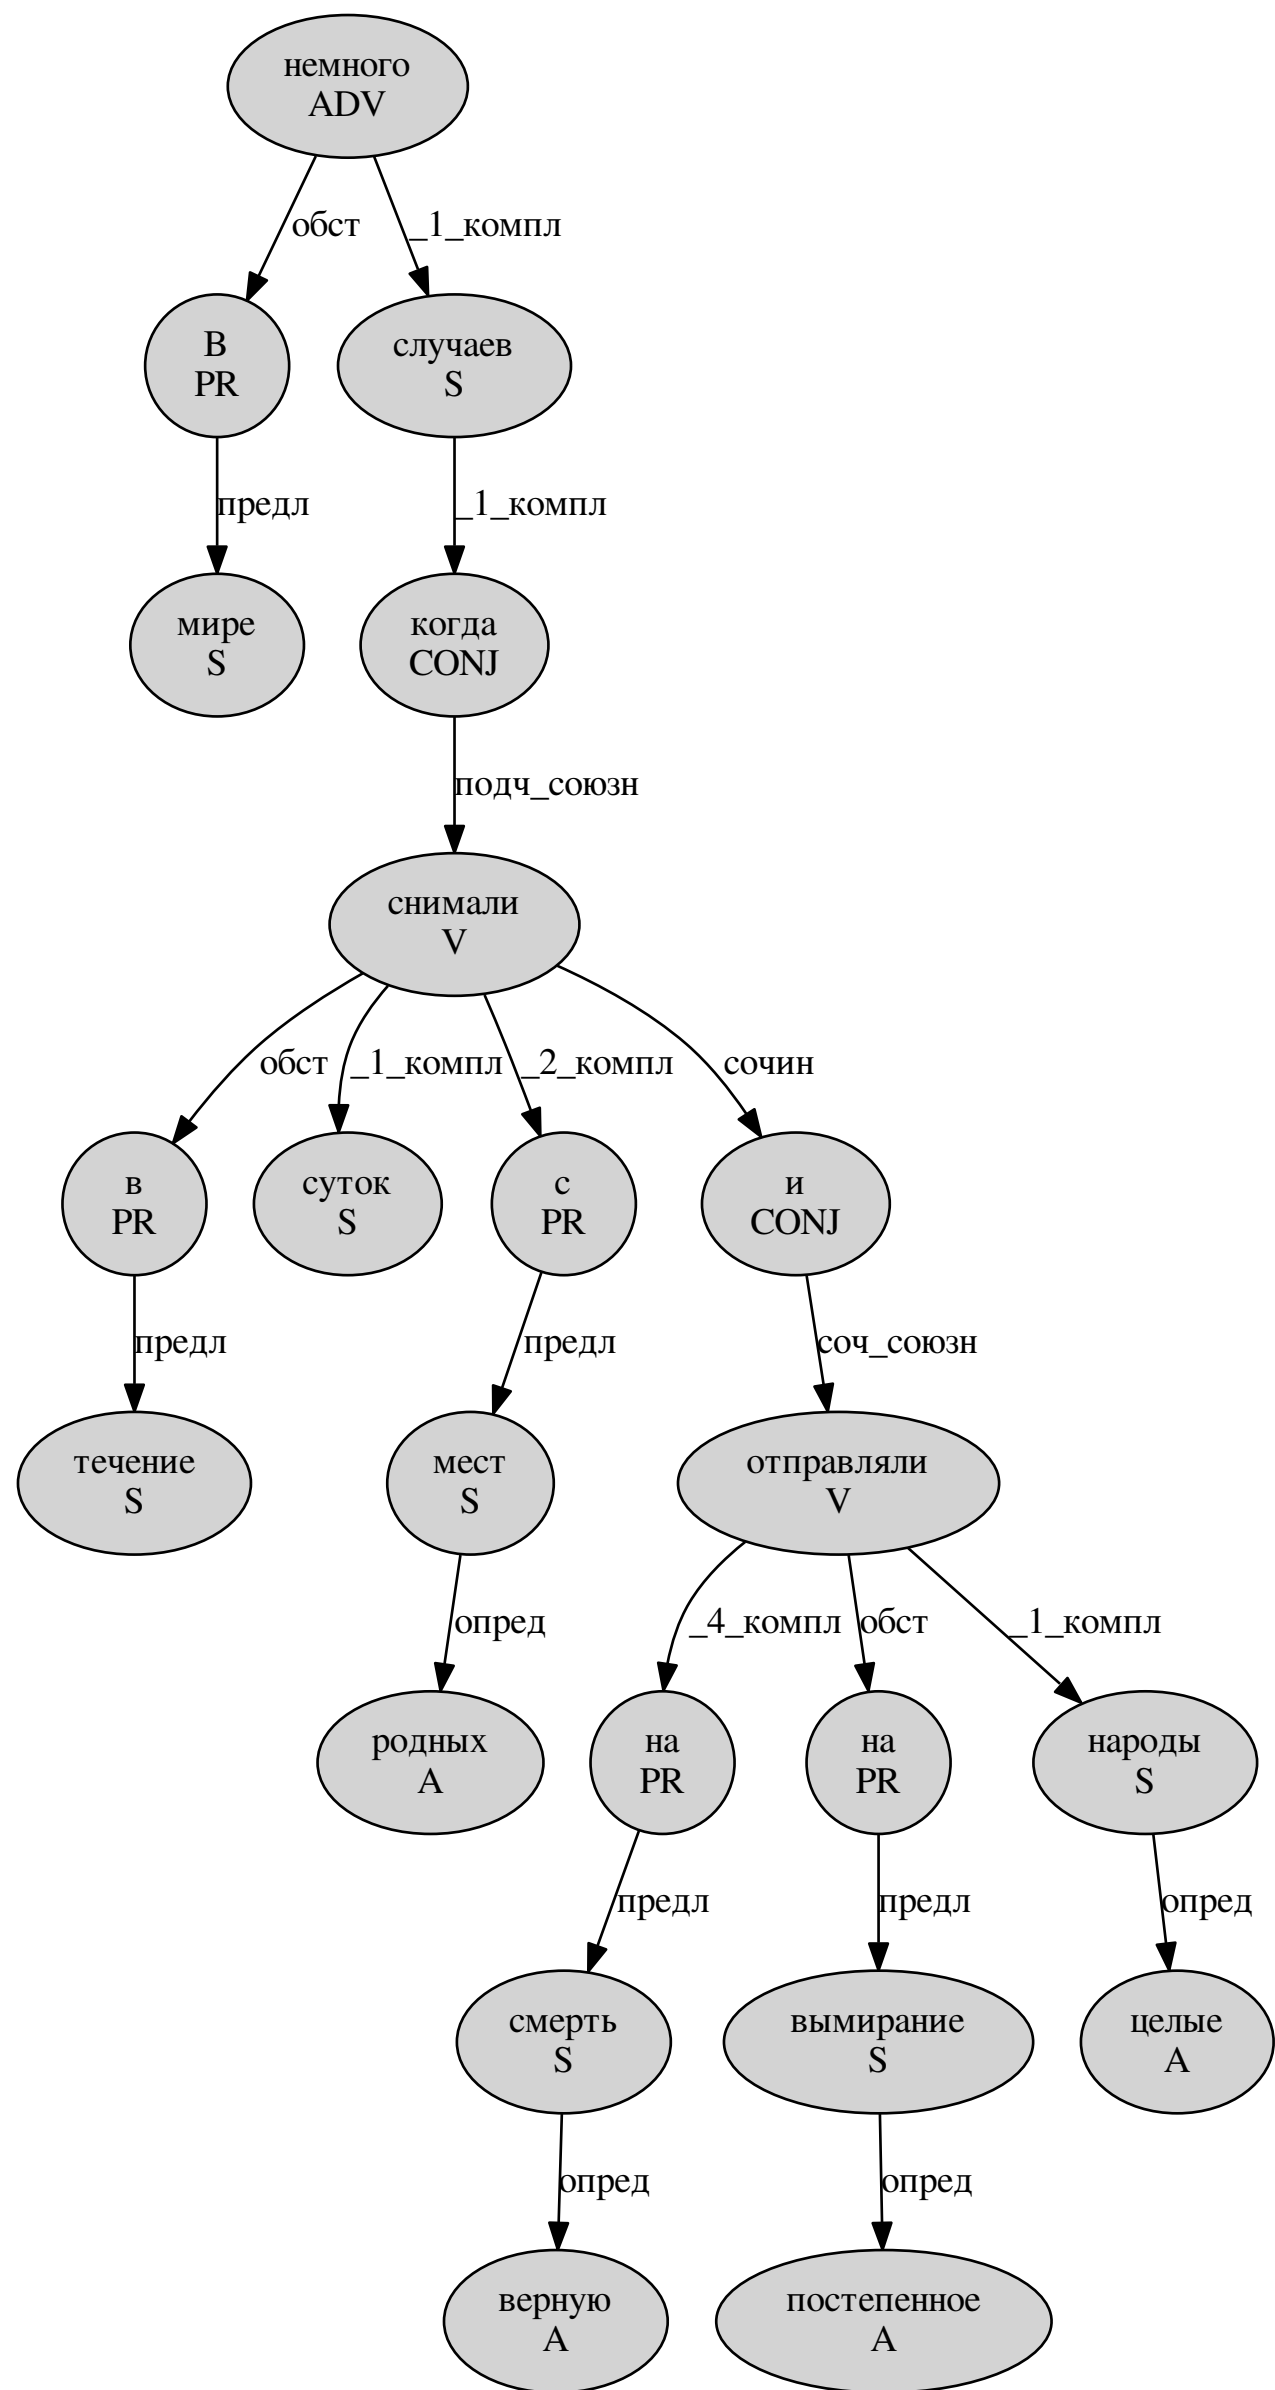 немного
ADV
обст
_1_компл
В
PR
случаев
S
предл
_1_компл
мире
S
когда
CONJ
подч_союзн
снимали
V
обст
_1_компл
_2_компл
сочин
в
PR
суток
S
с
PR
и
CONJ
предл
предл
соч_союзн
течение
S
мест
S
отправляли
V
опред
_4_компл
обст
_1_компл
родных
A
на
PR
на
PR
народы
S
предл
предл
опред
смерть
S
вымирание
S
целые
A
опред
опред
верную
A
постепенное
A